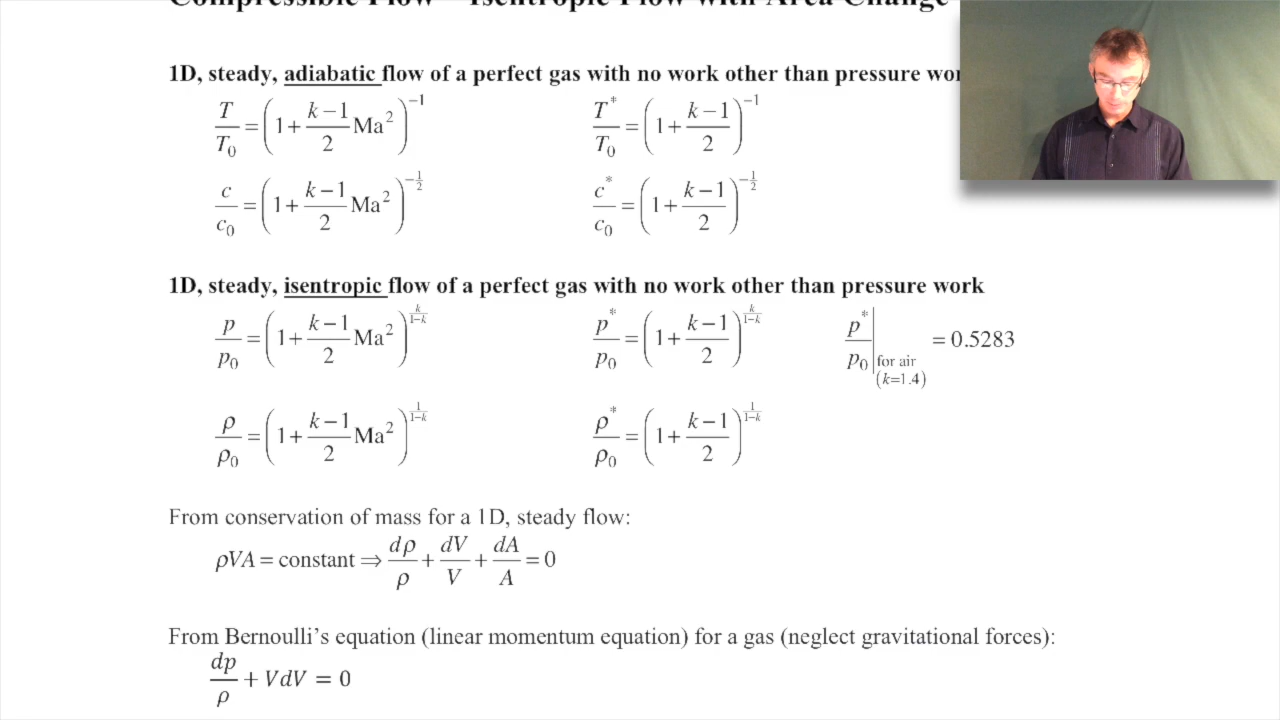 Compressible Flow – Isentropic Flow with Area Change
1D, steady, adiabatic flow of a perfect gas with no work other than pressure
T/T₀ = (1 + (k−1)/2 Ma²)^(−1)    T*/T₀ = (1 + (k−1)/2)^(−1)
c/c₀ = (1 + (k−1)/2 Ma²)^(−1/2)    c*/c₀ = (1 + (k−1)/2)^(−1/2)
1D, steady, isentropic flow of a perfect gas with no work other than pressure work
p/p₀ = (1 + (k−1)/2 Ma²)^(k/(1−k))    p*/p₀ = (1 + (k−1)/2)^(k/(1−k))    p*/p₀ | for air (k=1.4) = 0.5283
ρ/ρ₀ = (1 + (k−1)/2 Ma²)^(1/(1−k))    ρ*/ρ₀ = (1 + (k−1)/2)^(1/(1−k))
From conservation of mass for a 1D, steady flow:
ρVA = constant ⇒ dρ/ρ + dV/V + dA/A = 0
From Bernoulli's equation (linear momentum equation) for a gas (neglect gravitational forces):
dp/ρ + VdV = 0